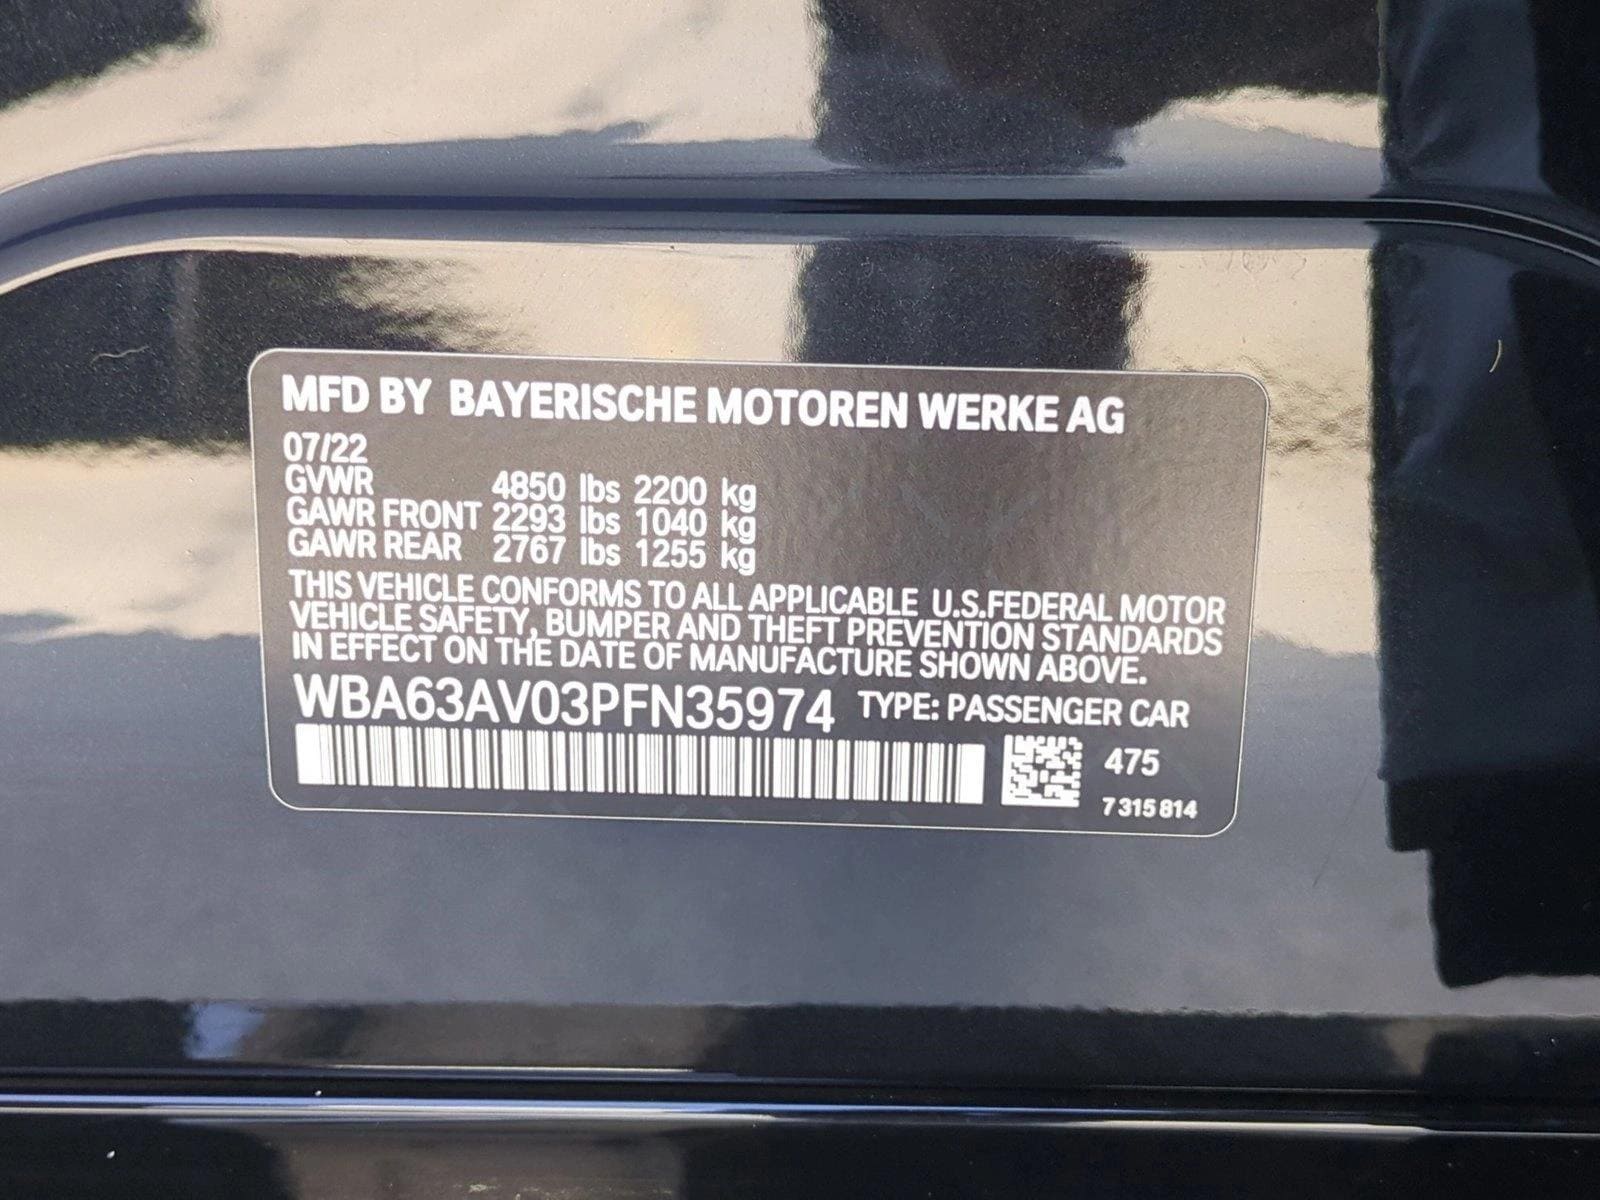 MFD BY BAYERISCHE MOTOREN WERKE AG
07/22
GVWR 4850 lbs 2200 kg
GAWR FRONT 2293 lbs 1040 kg
GAWR REAR 2767 lbs 1255 kg
THIS VEHICLE CONFORMS TO ALL APPLICABLE U.S.FEDERAL MOTOR
VEHICLE SAFETY, BUMPER AND THEFT PREVENTION STANDARDS
IN EFFECT ON THE DATE OF MANUFACTURE SHOWN ABOVE.
WBA63AV03PFN35974 TYPE: PASSENGER CAR
475
7 315 814